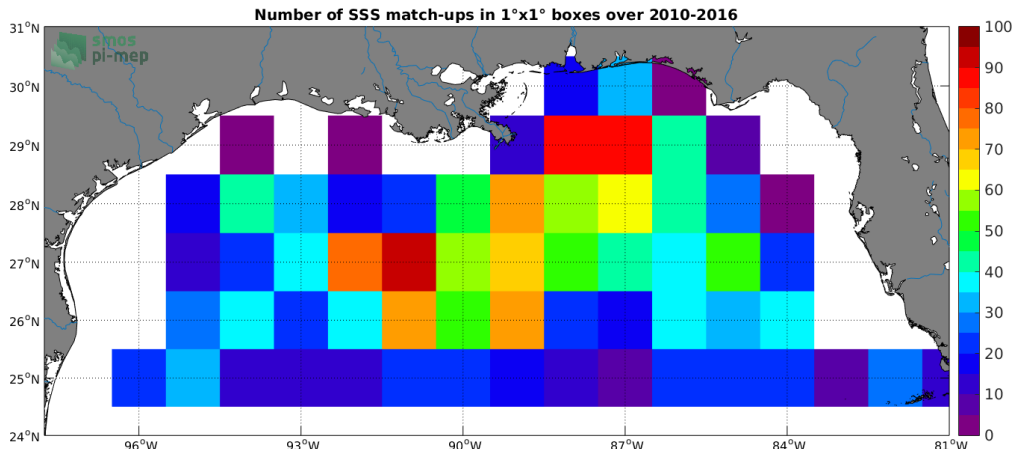 Number of SSS match-ups in 1°x1° boxes over 2010-2016
smos
pi-mep
31°N
30°N
29°N
28°N
27°N
26°N
25°N
24°N
96°W
93°W
90°W
87°W
84°W
81°W
100
90
80
70
60
50
40
30
20
10
0